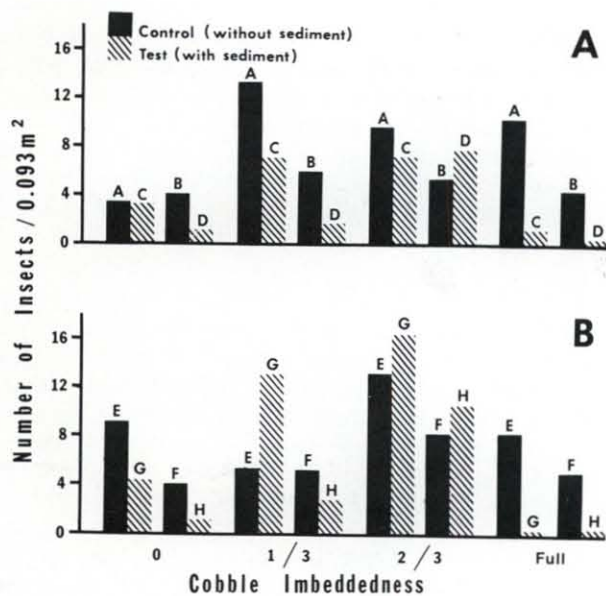 Control (without sediment)
Test (with sediment)
A
16
12
8
4
0
A C B D
A C B D
A C B D
A C B D
Number of Insects/0.093m²
B
16
12
8
4
0
E G F H
E G F H
E G F H
E G F H
0 1/3 2/3 Full
Cobble Imbeddedness